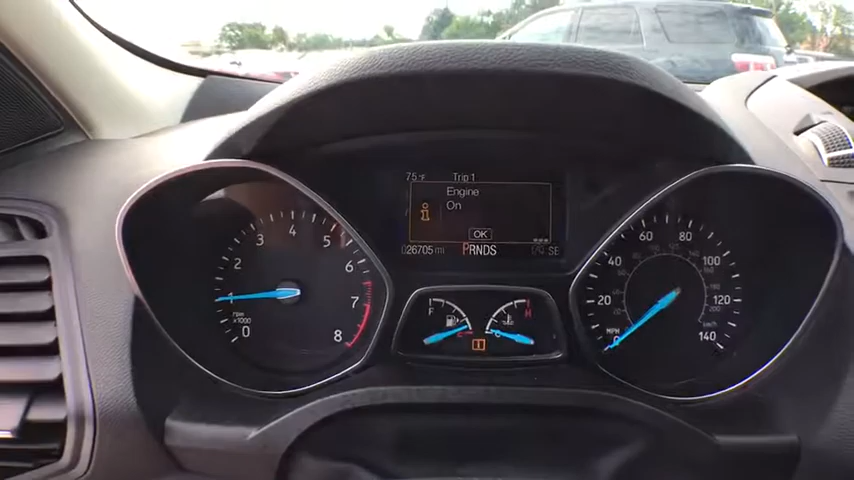 75°F Trip 1
Engine
On
i
OK
026705 mi PRNDS SE
0 1 2 3 4 5 6 7 8
rpm
x1000
F
H
C
MPH
0 20 40 60 80 100 120 140
km/h